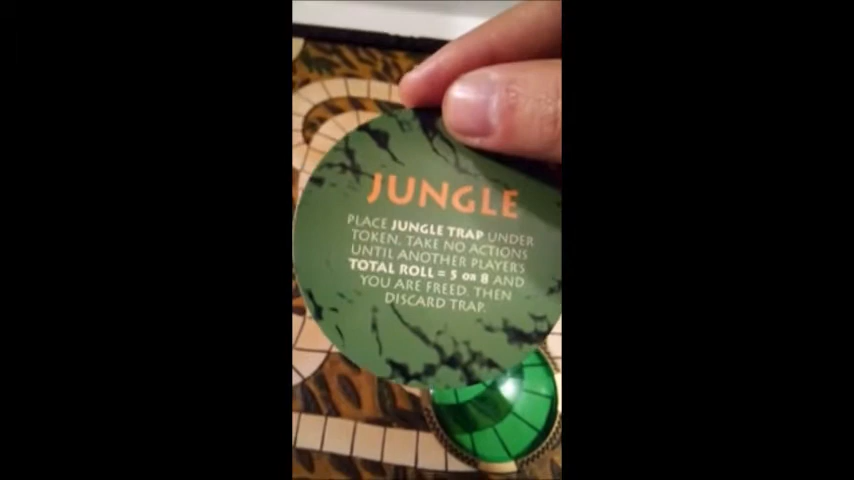 JUNGLE
PLACE JUNGLE TRAP UNDER
TOKEN. TAKE NO ACTIONS
UNTIL ANOTHER PLAYER'S
TOTAL ROLL = 5 OR 8 AND
YOU ARE FREED. THEN
DISCARD TRAP.